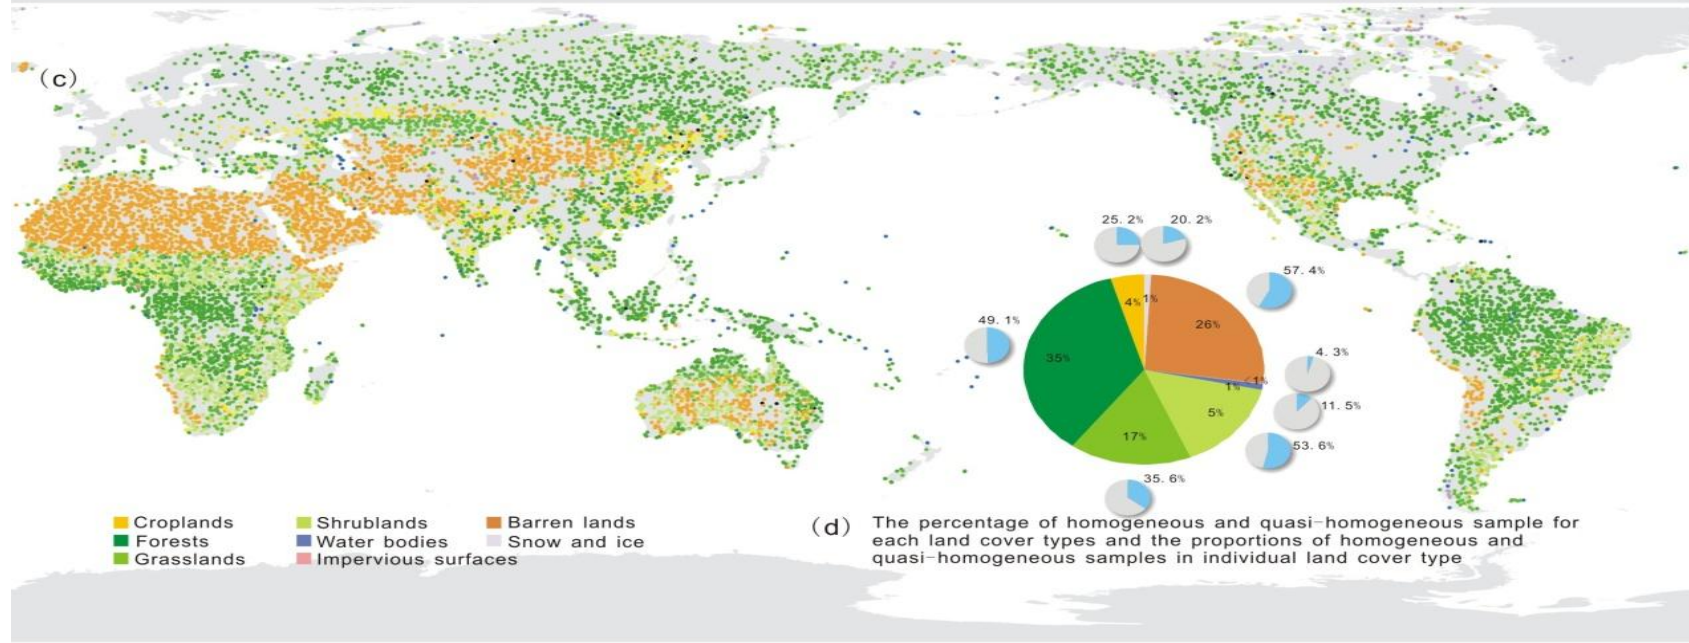 (c)
25. 2%
20. 2%
57. 4%
49. 1%
4%
1%
26%
35%
4. 3%
<1%
1%
11. 5%
5%
17%
53. 6%
35. 6%
Croplands
Shrublands
Barren lands
Forests
Water bodies
Snow and ice
Grasslands
Impervious surfaces
(d) The percentage of homogeneous and quasi-homogeneous sample for
each land cover types and the proportions of homogeneous and
quasi-homogeneous samples in individual land cover type